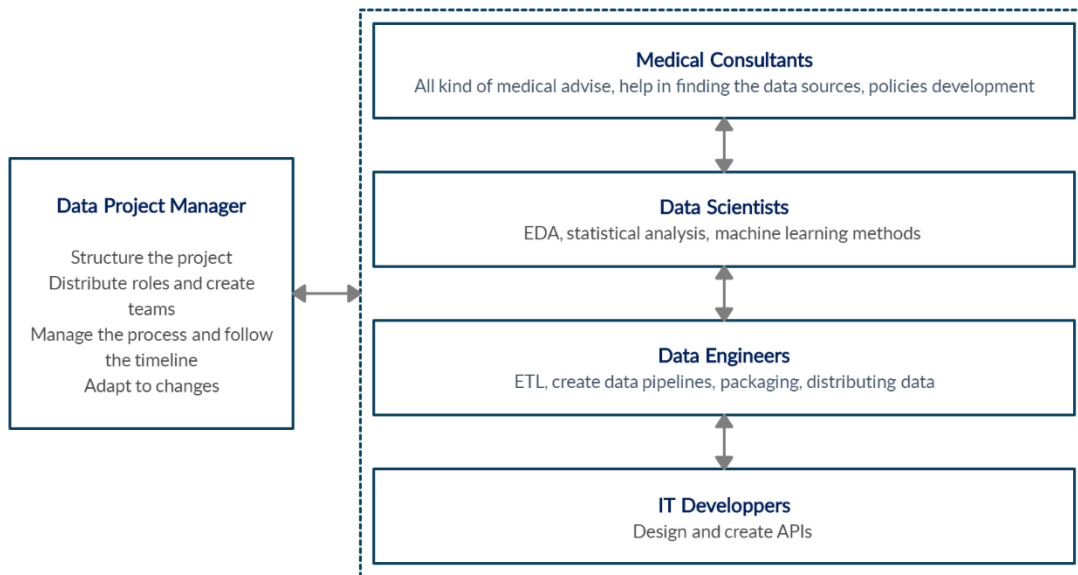 Medical Consultants
All kind of medical advise, help in finding the data sources, policies development
Data Project Manager
Structure the project
Distribute roles and create
teams
Manage the process and follow
the timeline
Adapt to changes
Data Scientists
EDA, statistical analysis, machine learning methods
Data Engineers
ETL, create data pipelines, packaging, distributing data
IT Developpers
Design and create APIs